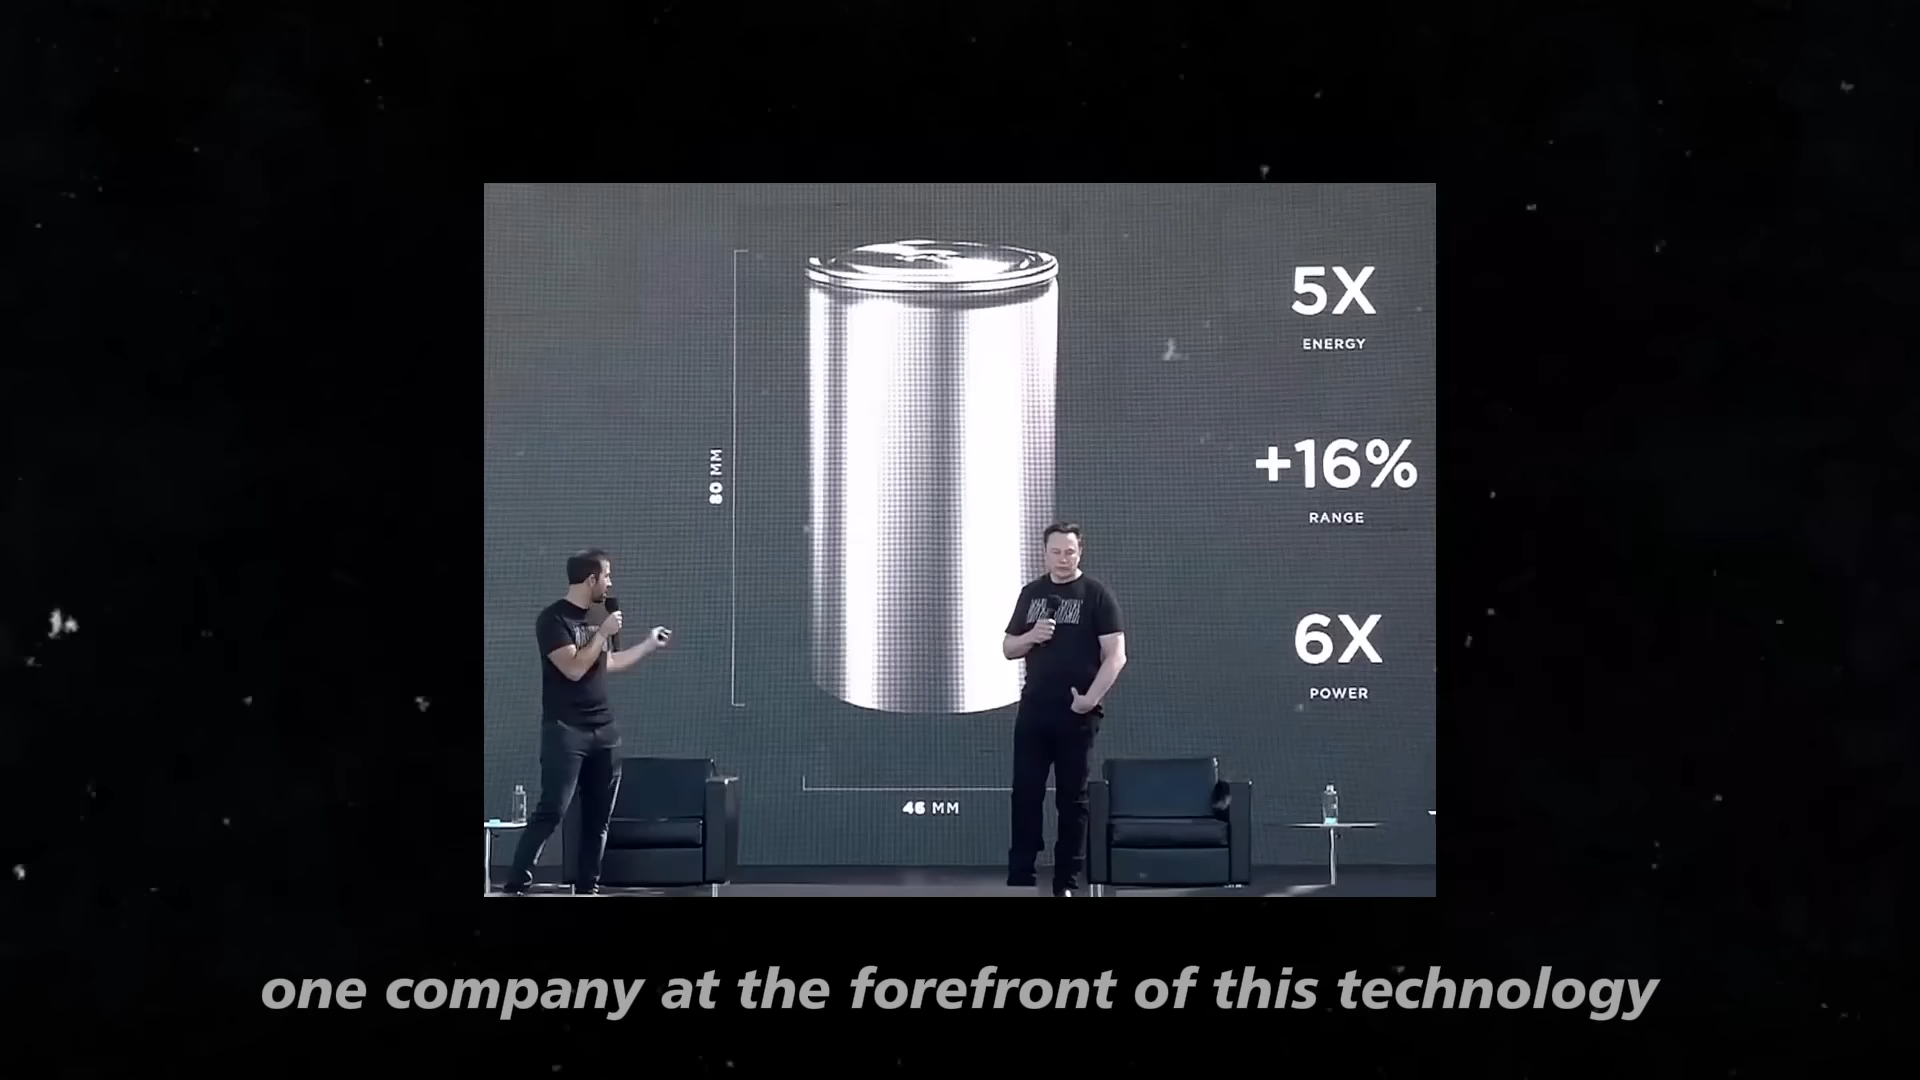 5X
ENERGY
+16%
RANGE
6X
POWER
80 MM
46 MM
one company at the forefront of this technology